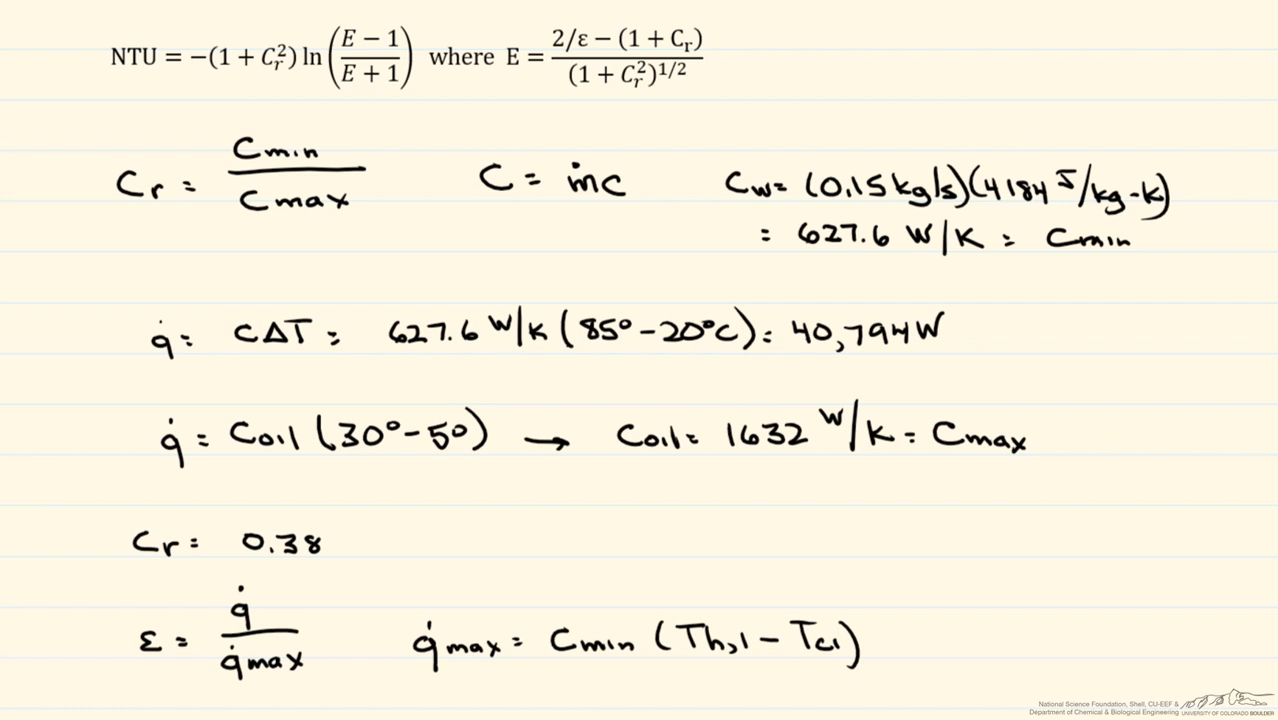 NTU = −(1 + C_r^2) ln((E − 1)/(E + 1)) where E = (2/ε − (1 + C_r))/(1 + C_r^2)^{1/2}
Cr = Cmin/Cmax   C = ṁc   Cw = (0.15 kg/s)(4184 J/kg-K)
= 627.6 W/K = Cmin
q̇ = CΔT = 627.6 W/K (85° - 20°C) = 40,794 W
q̇ = Coil (30° - 5°) → Coil = 1632 W/K = Cmax
Cr = 0.38
ε = q̇/q̇max   q̇max = Cmin (Th,1 - Tc1)
National Science Foundation, Shell, CU-EEF &
Department of Chemical & Biological Engineering UNIVERSITY OF COLORADO BOULDER